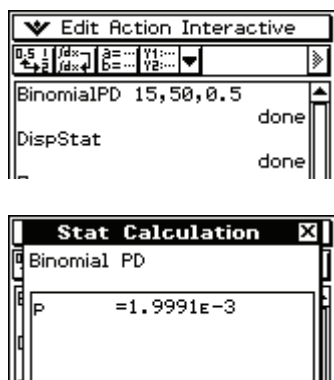 Edit Action Interactive
BinomialPD 15,50,0.5
done
DispStat
done
Stat Calculation
Binomial PD
p =1.9991E-3